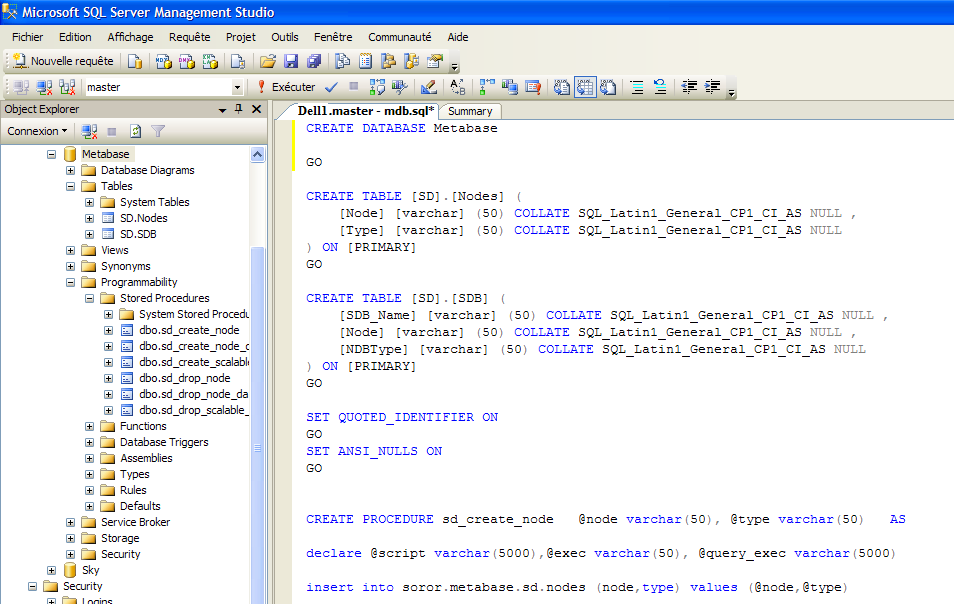 Microsoft SQL Server Management Studio
Fichier Edition Affichage Requête Projet Outils Fenêtre Communauté Aide
Nouvelle requête
master Exécuter
Object Explorer
Connexion
Metabase
Database Diagrams
Tables
System Tables
SD.Nodes
SD.SDB
Views
Synonyms
Programmability
Stored Procedures
System Stored Procedu
dbo.sd_create_node
dbo.sd_create_node_d
dbo.sd_create_scalabl
dbo.sd_drop_node
dbo.sd_drop_node_da
dbo.sd_drop_scalable_
Functions
Database Triggers
Assemblies
Types
Rules
Defaults
Service Broker
Storage
Security
Sky
Security
Logins
Dell1.master - mdb.sql* Summary
CREATE DATABASE Metabase
GO
CREATE TABLE [SD].[Nodes] (
[Node] [varchar] (50) COLLATE SQL_Latin1_General_CP1_CI_AS NULL ,
[Type] [varchar] (50) COLLATE SQL_Latin1_General_CP1_CI_AS NULL
) ON [PRIMARY]
GO
CREATE TABLE [SD].[SDB] (
[SDB_Name] [varchar] (50) COLLATE SQL_Latin1_General_CP1_CI_AS NULL ,
[Node] [varchar] (50) COLLATE SQL_Latin1_General_CP1_CI_AS NULL ,
[NDBType] [varchar] (50) COLLATE SQL_Latin1_General_CP1_CI_AS NULL
) ON [PRIMARY]
GO
SET QUOTED_IDENTIFIER ON
GO
SET ANSI_NULLS ON
GO
CREATE PROCEDURE sd_create_node @node varchar(50), @type varchar(50) AS
declare @script varchar(5000),@exec varchar(50), @query_exec varchar(5000)
insert into soror.metabase.sd.nodes (node,type) values (@node,@type)